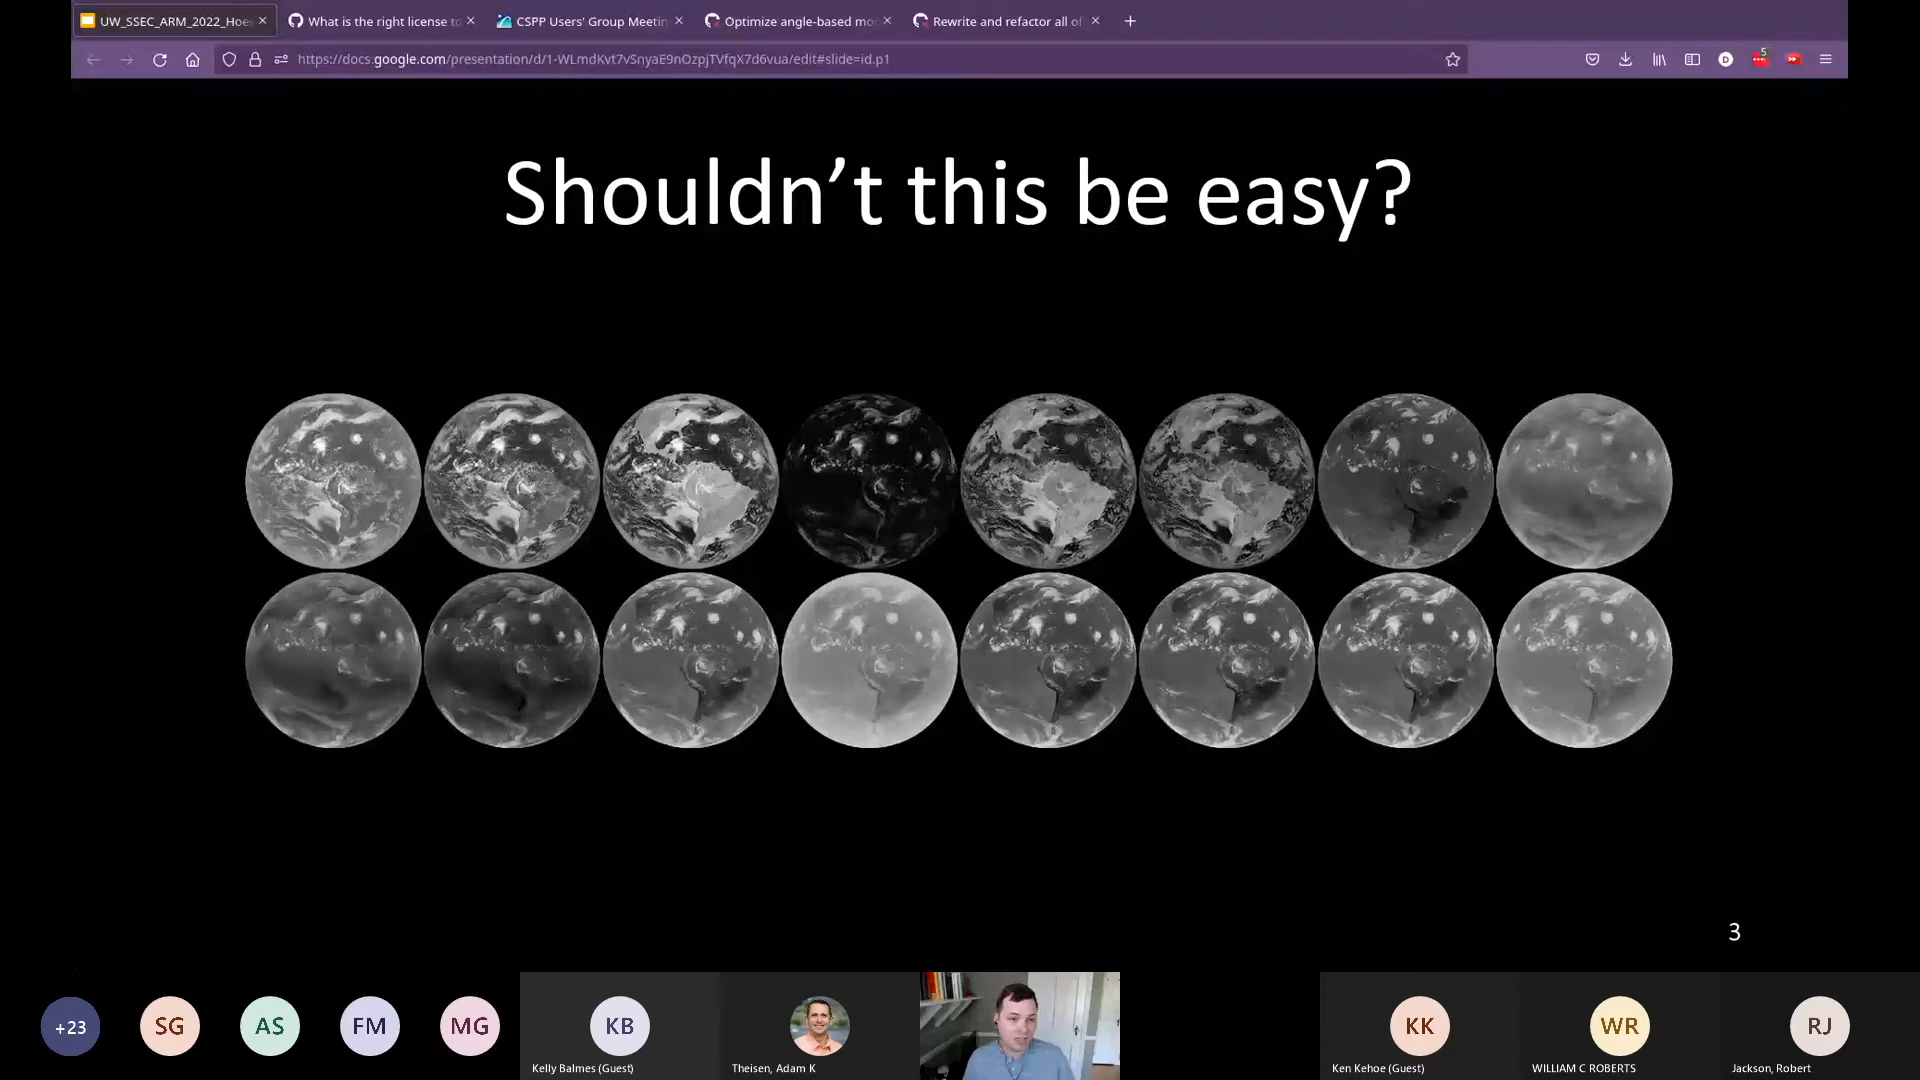 UW_SSEC_ARM_2022_Hoe
What is the right license to
CSPP Users' Group Meetin
Optimize angle-based mo
Rewrite and refactor all of
https://docs.google.com/presentation/d/1-WLmdKvt7vSnyaE9nOzpjTVfqX7d6vua/edit#slide=id.p1
D
5
Shouldn’t this be easy?
3
+23
SG
AS
FM
MG
KB
KK
WR
RJ
Kelly Balmes (Guest)
Theisen, Adam K
Ken Kehoe (Guest)
WILLIAM C ROBERTS
Jackson, Robert